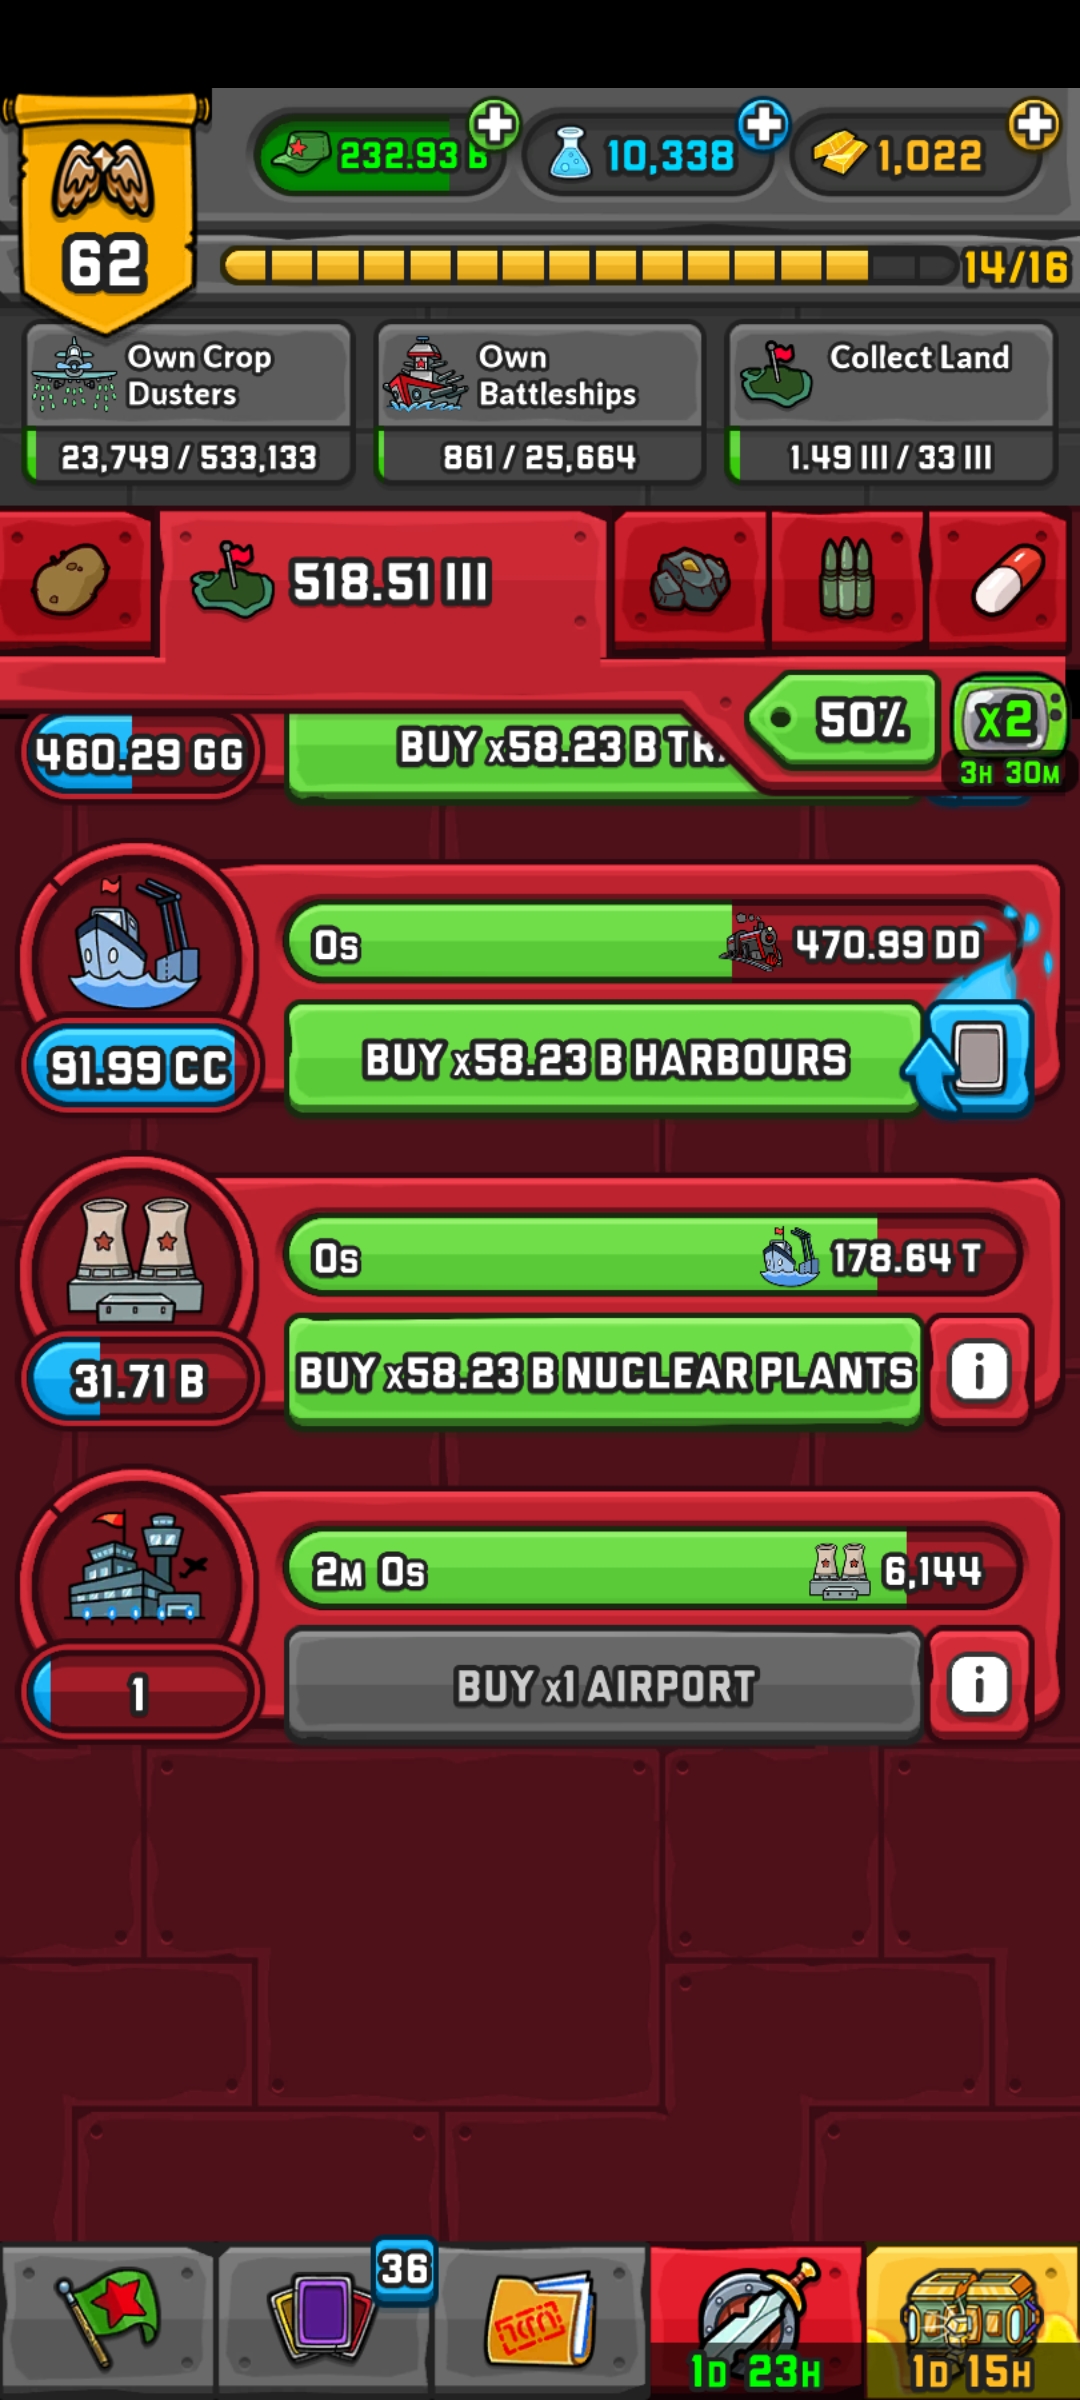 232.93 B
10,338
1,022
62
14/16
Own Crop
Dusters
23,749 / 533,133
Own
Battleships
861 / 25,664
Collect Land
1.49 III / 33 III
518.51 III
50%
x2
3H 30M
460.29 GG
BUY x58.23 B
0s
470.99 DD
91.99 CC
BUY x58.23 B HARBOURS
0s
178.64 T
31.71 B
BUY x58.23 B NUCLEAR PLANTS
i
2M 0s
6,144
1
BUY x1 AIRPORT
i
36
1D 23H
1D 15H